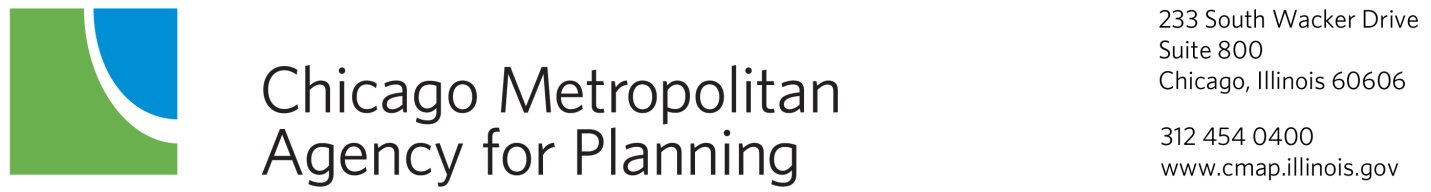 Chicago Metropolitan
Agency for Planning
233 South Wacker Drive
Suite 800
Chicago, Illinois 60606
312 454 0400
www.cmap.illinois.gov